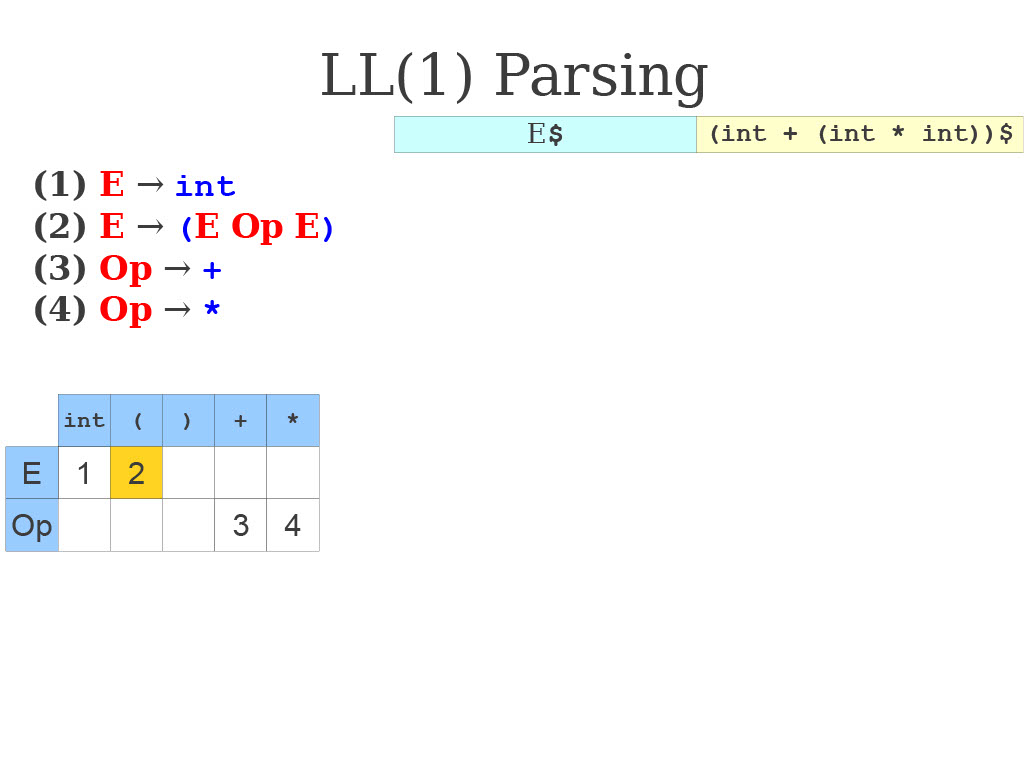 LL(1) Parsing
E$ (int + (int * int))$
(1) E → int
(2) E → (E Op E)
(3) Op → +
(4) Op → *
int ( ) + *
E 1 2
Op 3 4